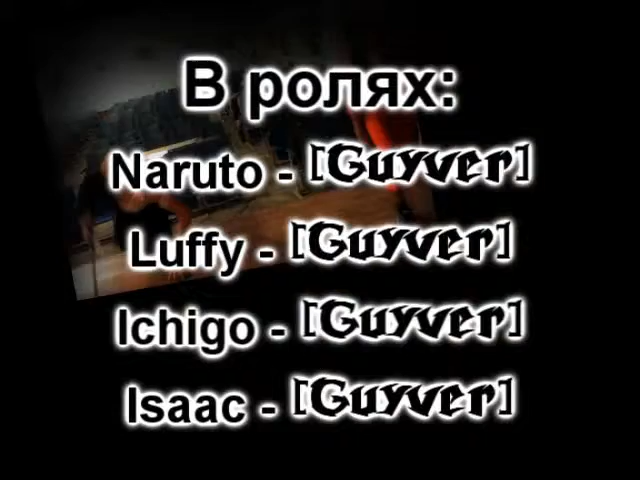 В ролях:
Naruto - [Guyver]
Luffy - [Guyver]
Ichigo - [Guyver]
Isaac - [Guyver]